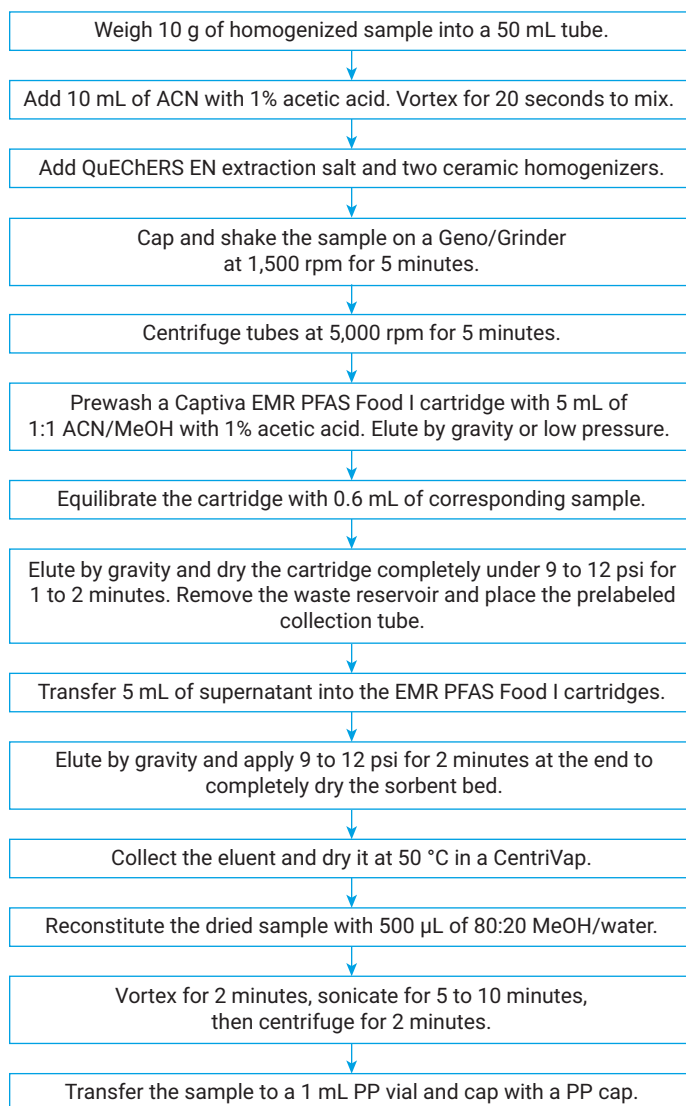 Weigh 10 g of homogenized sample into a 50 mL tube.
Add 10 mL of ACN with 1% acetic acid. Vortex for 20 seconds to mix.
Add QuEChERS EN extraction salt and two ceramic homogenizers.
Cap and shake the sample on a Geno/Grinder
at 1,500 rpm for 5 minutes.
Centrifuge tubes at 5,000 rpm for 5 minutes.
Prewash a Captiva EMR PFAS Food I cartridge with 5 mL of
1:1 ACN/MeOH with 1% acetic acid. Elute by gravity or low pressure.
Equilibrate the cartridge with 0.6 mL of corresponding sample.
Elute by gravity and dry the cartridge completely under 9 to 12 psi for
1 to 2 minutes. Remove the waste reservoir and place the prelabeled
collection tube.
Transfer 5 mL of supernatant into the EMR PFAS Food I cartridges.
Elute by gravity and apply 9 to 12 psi for 2 minutes at the end to
completely dry the sorbent bed.
Collect the eluent and dry it at 50 °C in a CentriVap.
Reconstitute the dried sample with 500 µL of 80:20 MeOH/water.
Vortex for 2 minutes, sonicate for 5 to 10 minutes,
then centrifuge for 2 minutes.
Transfer the sample to a 1 mL PP vial and cap with a PP cap.